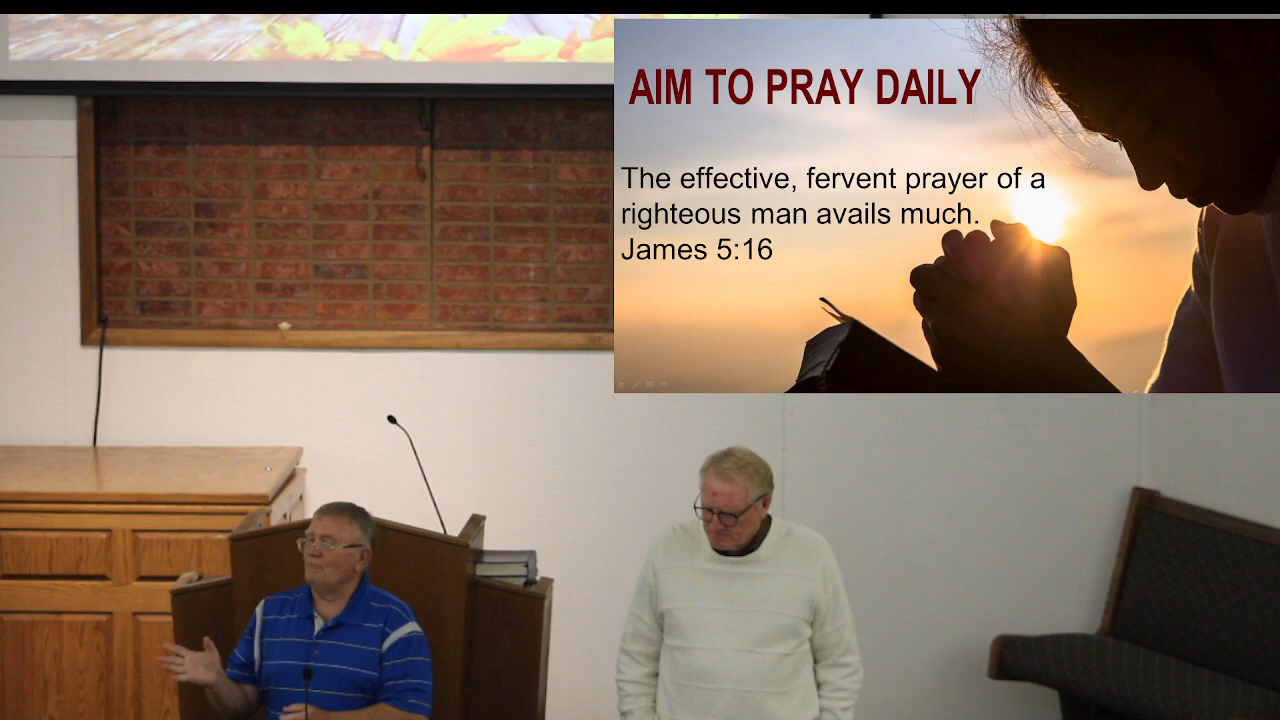 AIM TO PRAY DAILY
The effective, fervent prayer of a
righteous man avails much.
James 5:16